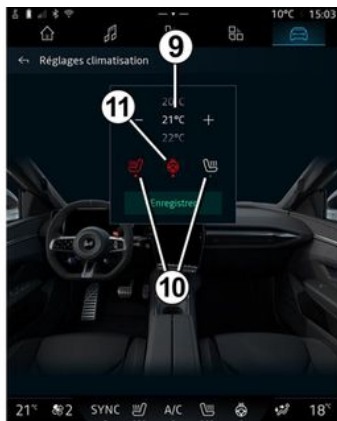 10°C 15:03
Réglages climatisation
9
20°C
11
− 21°C +
22°C
Enregistrer
10
21°C 2 SYNC A/C 18°C